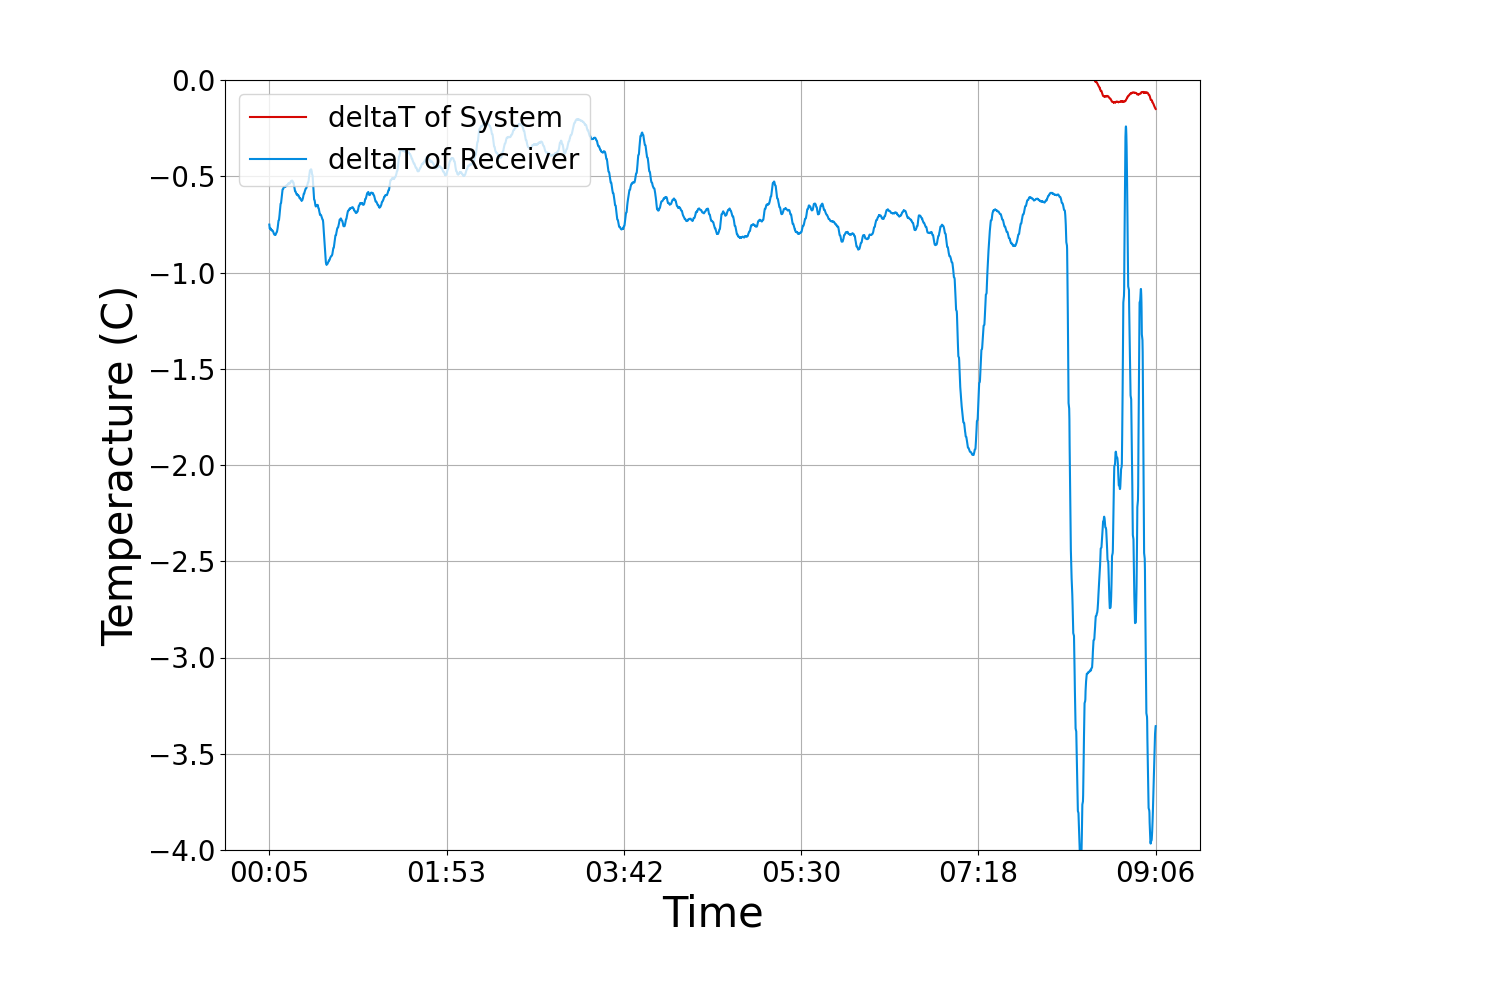 0.0
−0.5
−1.0
−1.5
−2.0
−2.5
−3.0
−3.5
−4.0
Temperacture (C)
deltaT of System
deltaT of Receiver
00:05 01:53 03:42 05:30 07:18 09:06
Time